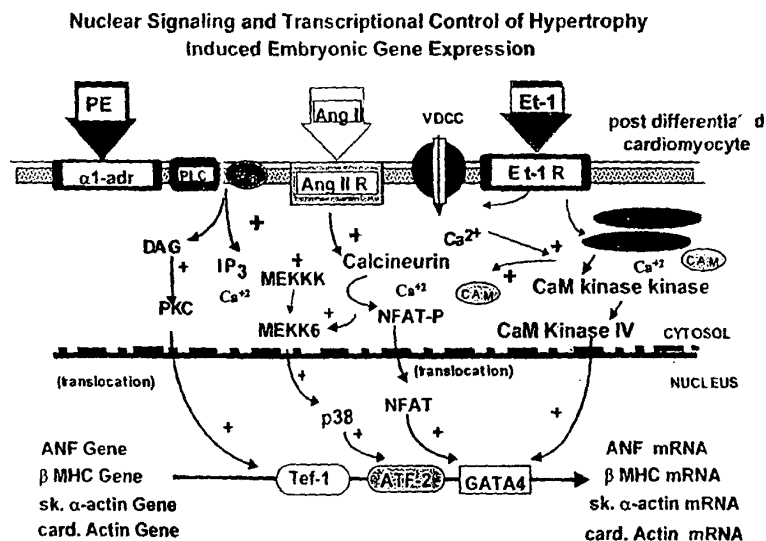 Nuclear Signaling and Transcriptional Control of Hypertrophy
Induced Embryonic Gene Expression
PE
Ang II
VDCC
Et-1
post differentia d
cardiomyocyte
α1-adr
PLC
Ang II R
Et-1 R
DAG
+
IP3
Ca+2
+
+
MEKKK
+
Calcineurin
Ca2+
+
+
Ca+2
CAM
Ca+2
CAM
CaM kinase kinase
PKC
MEKK6
+
NFAT-P
CaM Kinase IV
CYTOSOL
(translocation)
(translocation)
NUCLEUS
+
p38
NFAT
+
+
+
+
ANF Gene
β MHC Gene
sk. α-actin Gene
card. Actin Gene
Tef-1
ATF-2
GATA4
ANF mRNA
β MHC mRNA
sk. α-actin mRNA
card. Actin mRNA